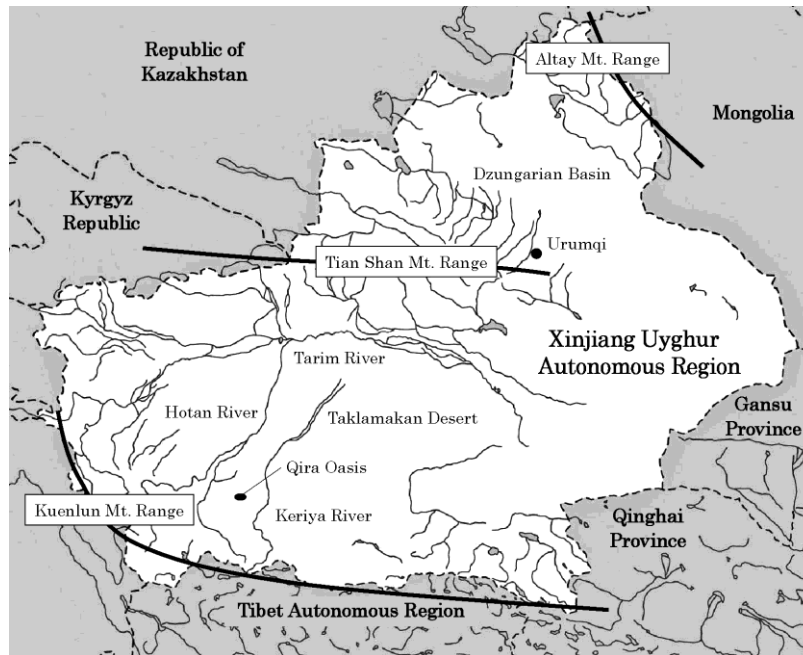 Republic of
Kazakhstan
Altay Mt. Range
Mongolia
Dzungarian Basin
Kyrgyz
Republic
Urumqi
Tian Shan Mt. Range
Xinjiang Uyghur
Autonomous Region
Tarim River
Hotan River
Taklamakan Desert
Gansu
Province
Qira Oasis
Kuenlun Mt. Range
Keriya River
Qinghai
Province
Tibet Autonomous Region